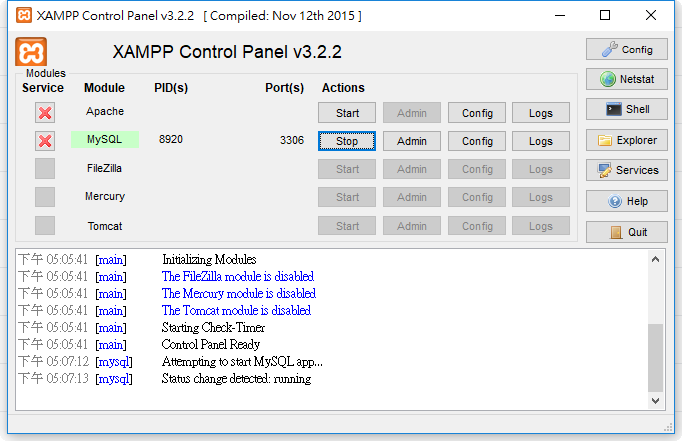 XAMPP Control Panel v3.2.2 [ Compiled: Nov 12th 2015 ]
XAMPP Control Panel v3.2.2
Config
Modules
Service Module PID(s) Port(s) Actions
Netstat
Apache Start Admin Config Logs
Shell
MySQL 8920 3306 Stop Admin Config Logs
Explorer
FileZilla Start Admin Config Logs
Services
Mercury Start Admin Config Logs
Help
Tomcat Start Admin Config Logs
Quit
下午 05:05:41 [main] Initializing Modules
下午 05:05:41 [main] The FileZilla module is disabled
下午 05:05:41 [main] The Mercury module is disabled
下午 05:05:41 [main] The Tomcat module is disabled
下午 05:05:41 [main] Starting Check-Timer
下午 05:05:41 [main] Control Panel Ready
下午 05:07:12 [mysql] Attempting to start MySQL app...
下午 05:07:13 [mysql] Status change detected: running